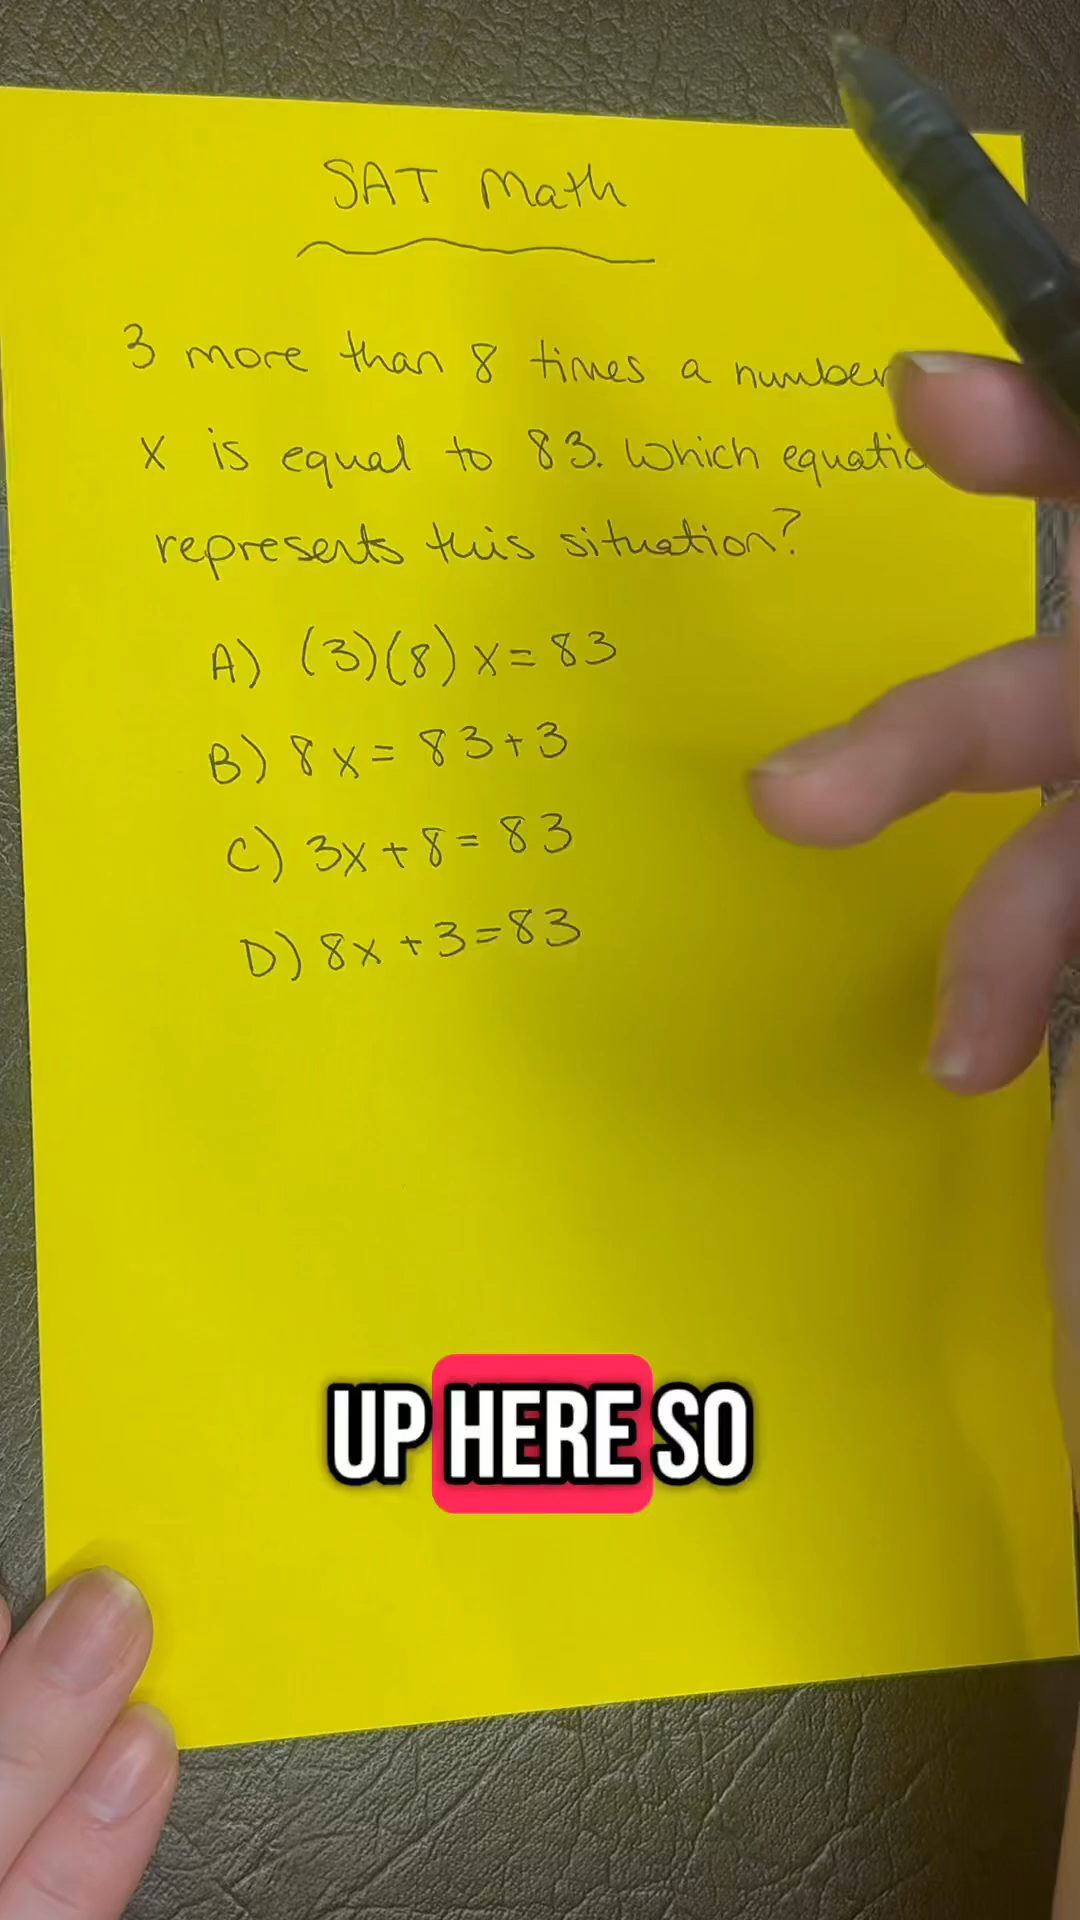 SAT Math
3 more than 8 times a number
x is equal to 83. Which equatio
represents this situation?
A) (3)(8) x = 83
B) 8x = 83+3
C) 3x + 8 = 83
D) 8x + 3 = 83
UP HERE SO